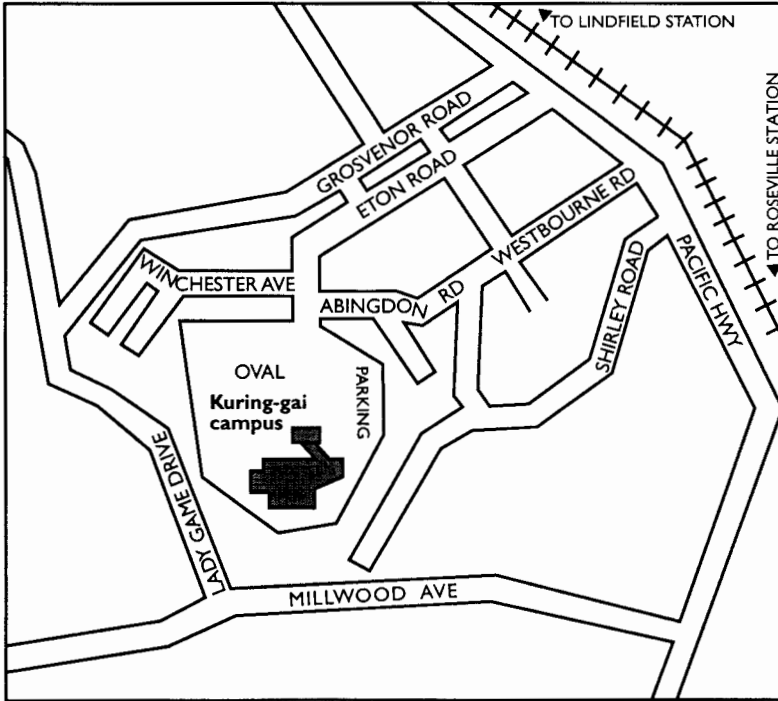 TO LINDFIELD STATION
TO ROSEVILLE STATION
GROSVENOR ROAD
ETON ROAD
WESTBOURNE RD
WINCHESTER AVE
ABINGDON RD
SHIRLEY ROAD
PACIFIC HWY
OVAL
PARKING
Kuring-gai
campus
LADY GAME DRIVE
MILLWOOD AVE